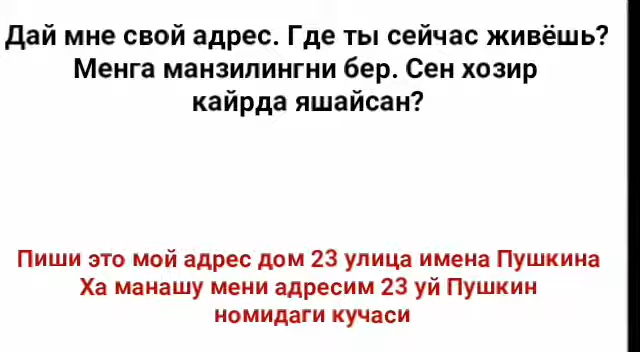 Дай мне свой адрес. Где ты сейчас живёшь?
Менга манзилингни бер. Сен хозир
кайрда яшайсан?
Пиши это мой адрес дом 23 улица имена Пушкина
Ха манашу мени адресим 23 уй Пушкин
номидаги кучаси